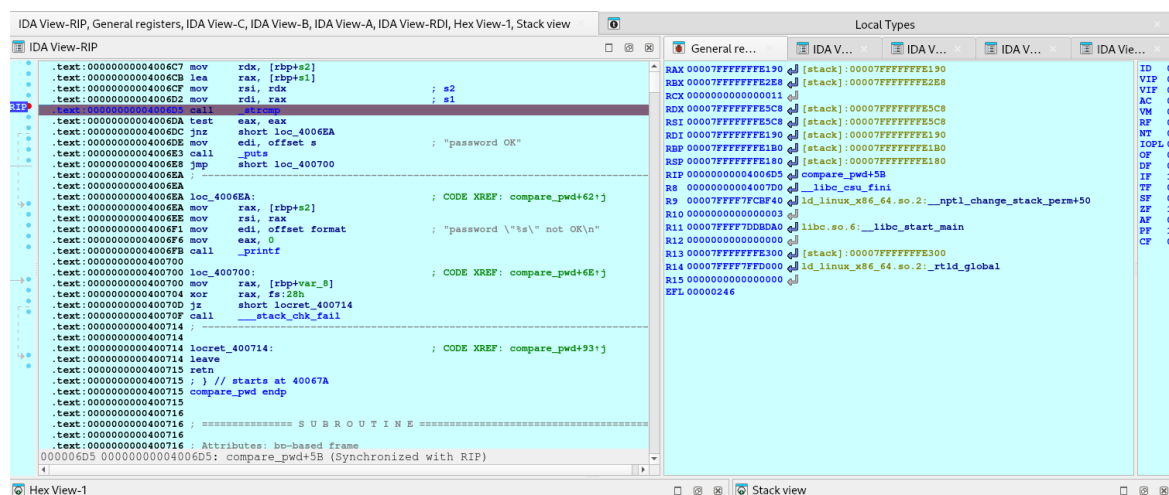 IDA View-RIP, General registers, IDA View-C, IDA View-B, IDA View-A, IDA View-RDI, Hex View-1, Stack view
Local Types
IDA View-RIP
.text:00000000004006C7 mov rdx, [rbp+s2]
.text:00000000004006CB lea rax, [rbp+s1]
.text:00000000004006CF mov rsi, rdx ; s2
.text:00000000004006D2 mov rdi, rax ; s1
RIP .text:00000000004006D5 call _strcmp
.text:00000000004006DA test eax, eax
.text:00000000004006DC jnz short loc_4006EA
.text:00000000004006DE mov edi, offset s ; "password OK"
.text:00000000004006E3 call _puts
.text:00000000004006E8 jmp short loc_400700
.text:00000000004006EA ; ---------------------------------------------------------------------------
.text:00000000004006EA
.text:00000000004006EA loc_4006EA: ; CODE XREF: compare_pwd+62↑j
.text:00000000004006EA mov rax, [rbp+s2]
.text:00000000004006EE mov rsi, rax
.text:00000000004006F1 mov edi, offset format ; "password \"%s\" not OK\n"
.text:00000000004006F6 mov eax, 0
.text:00000000004006FB call _printf
.text:0000000000400700
.text:0000000000400700 loc_400700: ; CODE XREF: compare_pwd+6E↑j
.text:0000000000400700 mov rax, [rbp+var_8]
.text:0000000000400704 xor rax, fs:28h
.text:000000000040070D jz short locret_400714
.text:000000000040070F call ___stack_chk_fail
.text:0000000000400714 ; ---------------------------------------------------------------------------
.text:0000000000400714
.text:0000000000400714 locret_400714: ; CODE XREF: compare_pwd+93↑j
.text:0000000000400714 leave
.text:0000000000400715 retn
.text:0000000000400715 ; } // starts at 40067A
.text:0000000000400715 compare_pwd endp
.text:0000000000400715
.text:0000000000400716
.text:0000000000400716 ; =============== S U B R O U T I N E =======================================
.text:0000000000400716
.text:0000000000400716
.text:0000000000400716 ; Attributes: bp-based frame
000006D5 00000000004006D5: compare_pwd+5B (Synchronized with RIP)
General re... IDA V... IDA V... IDA V... IDA Vie...
RAX 00007FFFFFFFE190 [stack]:00007FFFFFFFE190
RBX 00007FFFFFFFE2E8 [stack]:00007FFFFFFFE2E8
RCX 0000000000000011
RDX 00007FFFFFFFE5C8 [stack]:00007FFFFFFFE5C8
RSI 00007FFFFFFFE5C8 [stack]:00007FFFFFFFE5C8
RDI 00007FFFFFFFE190 [stack]:00007FFFFFFFE190
RBP 00007FFFFFFFE1B0 [stack]:00007FFFFFFFE1B0
RSP 00007FFFFFFFE180 [stack]:00007FFFFFFFE180
RIP 00000000004006D5 compare_pwd+5B
R8 00000000004007D0 __libc_csu_fini
R9 00007FFFF7FCBF40 ld_linux_x86_64.so.2:__nptl_change_stack_perm+50
R10 0000000000000003
R11 00007FFFF7DDBDA0 libc.so.6:__libc_start_main
R12 0000000000000000
R13 00007FFFFFFFE300 [stack]:00007FFFFFFFE300
R14 00007FFFF7FFD000 ld_linux_x86_64.so.2:_rtld_global
R15 0000000000000000
EFL 00000246
ID
VIP
VIF
AC
VM
RF
NT
IOPL
OF
DF
IF
TF
SF
ZF
AF
PF
CF
Hex View-1
Stack view